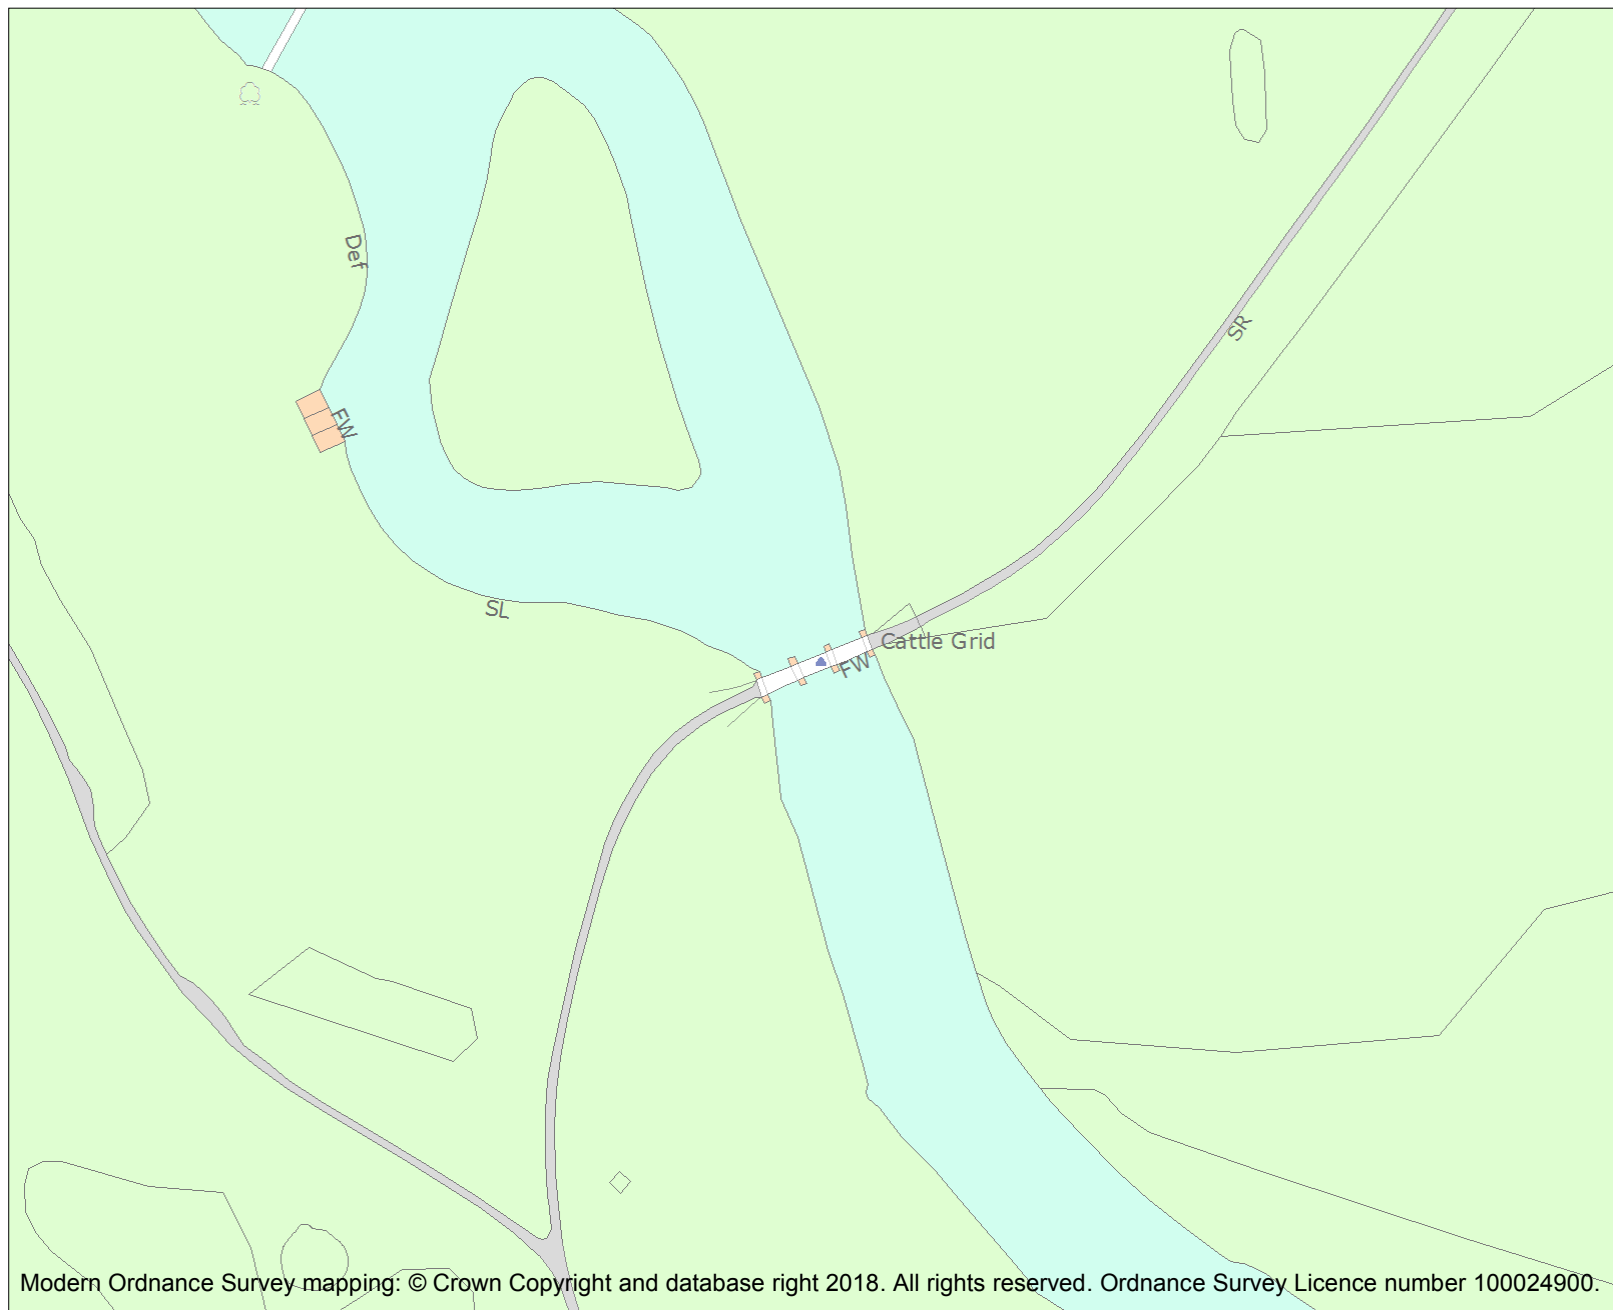 Def
SR
FW
SL
Cattle Grid
FW
Modern Ordnance Survey mapping: © Crown Copyright and database right 2018. All rights reserved. Ordnance Survey Licence number 100024900.